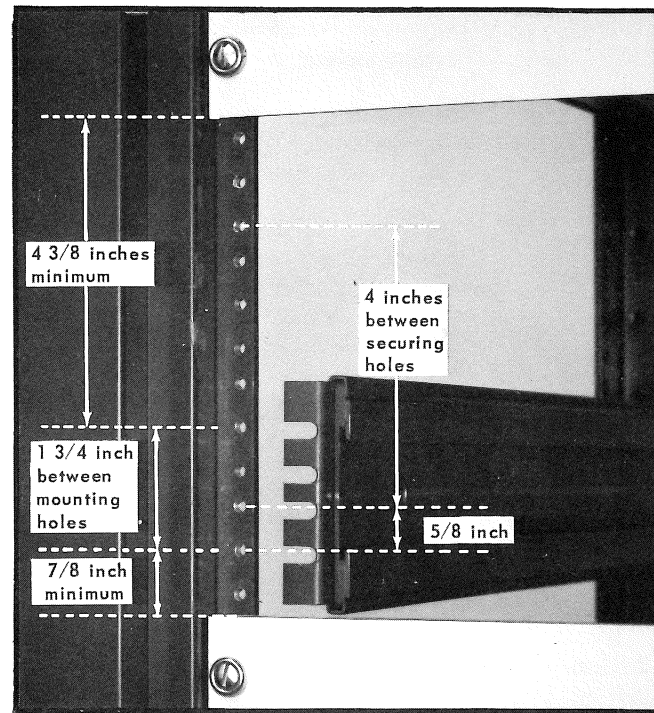 4 3/8 inches
minimum
4 inches
between
securing
holes
1 3/4 inch
between
mounting
holes
5/8 inch
7/8 inch
minimum